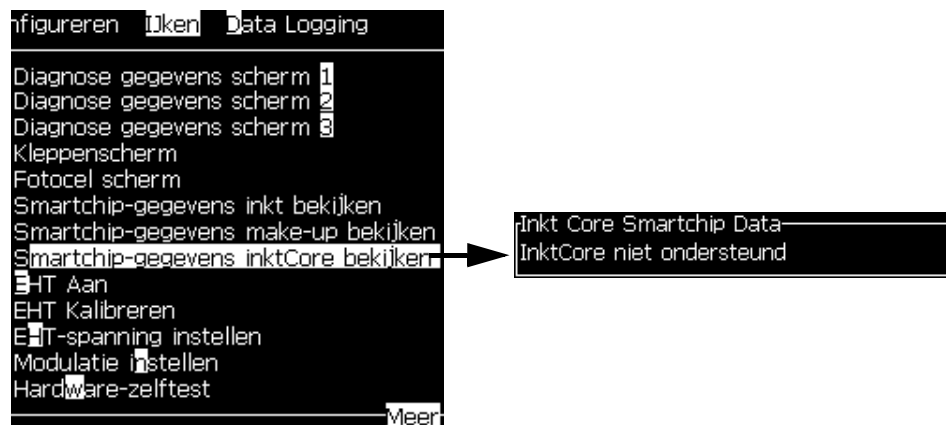 nfigureren IJken Data Logging
Diagnose gegevens scherm 1
Diagnose gegevens scherm 2
Diagnose gegevens scherm 3
Kleppenscherm
Fotocel scherm
Smartchip-gegevens inkt bekijken
Smartchip-gegevens make-up bekijken
Smartchip-gegevens inktCore bekijken
EHT Aan
EHT Kalibreren
EHT-spanning instellen
Modulatie instellen
Hardware-zelftest
Meer
Inkt Core Smartchip Data
InktCore niet ondersteund